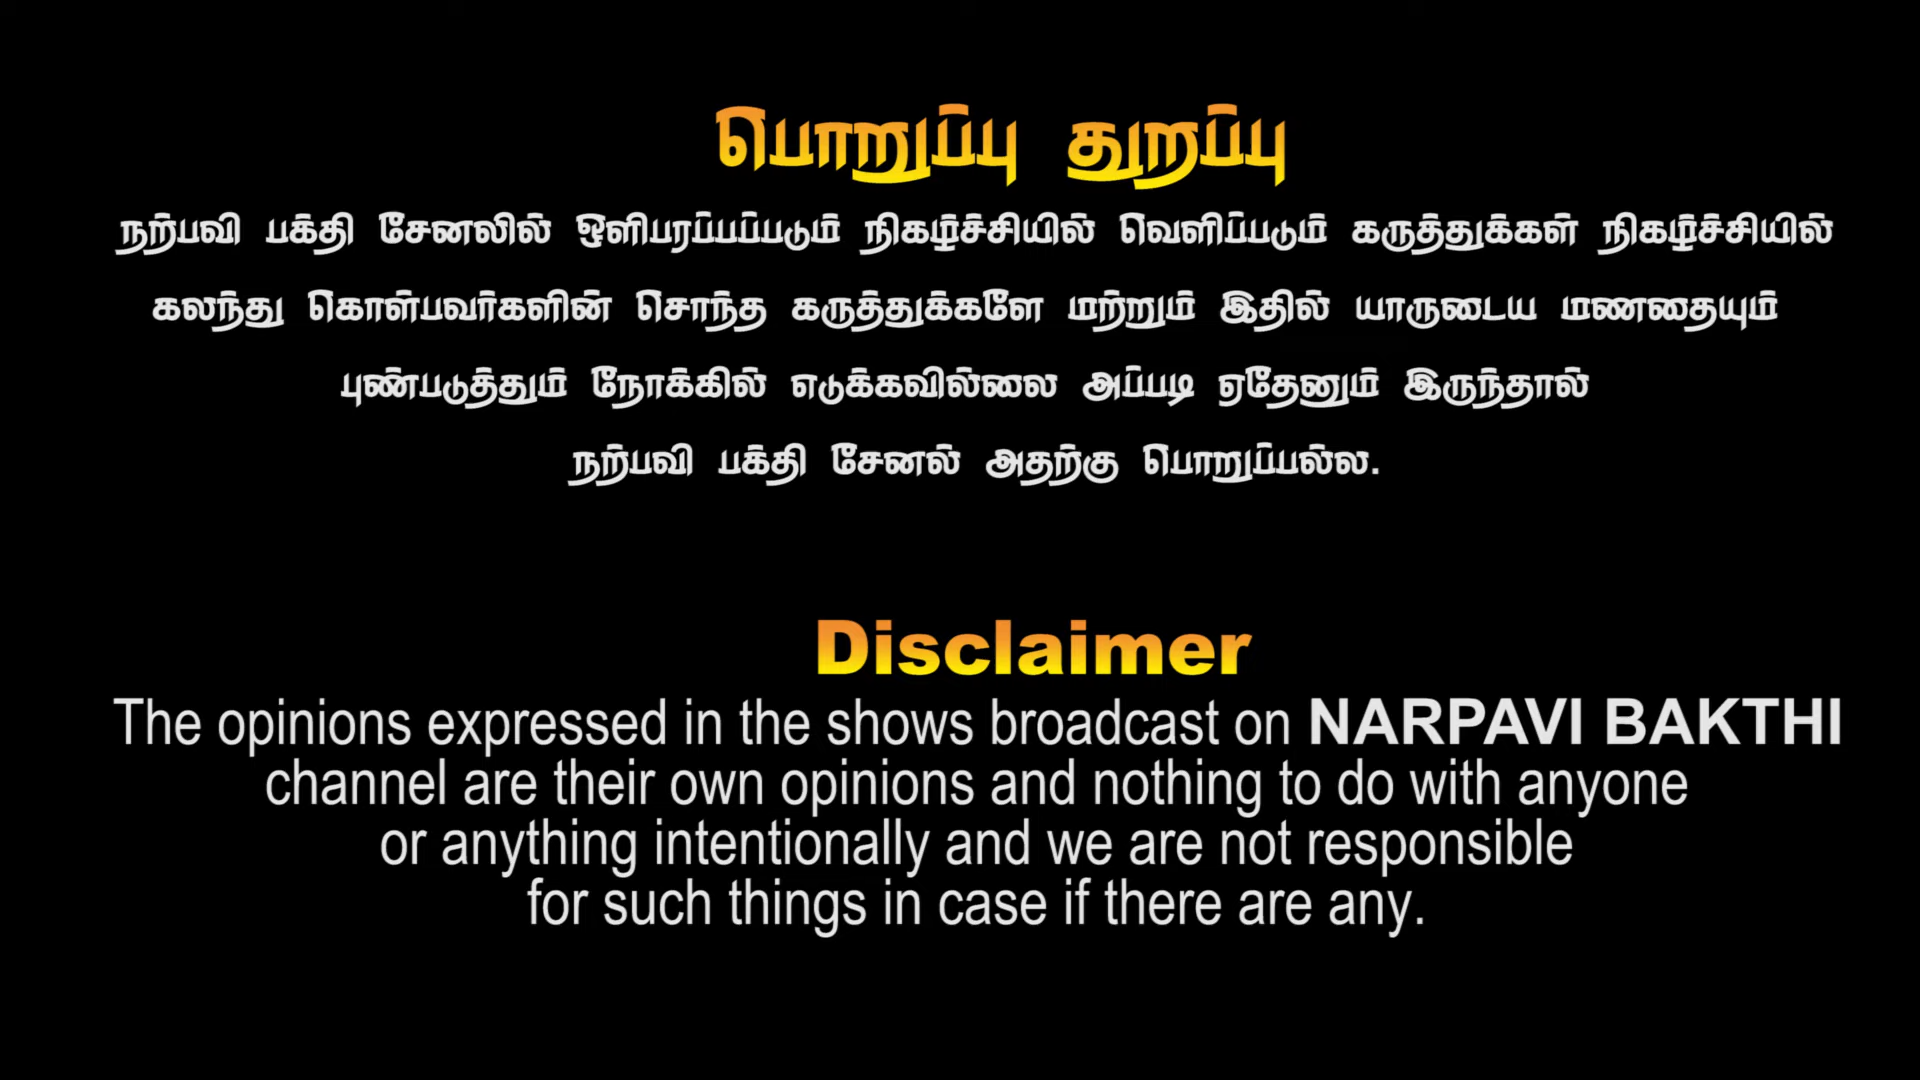 பொறுப்பு துறப்பு
நற்பவி பக்தி சேனலில் ஒளிபரப்பப்படும் நிகழ்ச்சியில் வெளிப்படும் கருத்துக்கள் நிகழ்ச்சியில்
கலந்து கொள்பவர்களின் சொந்த கருத்துக்களே மற்றும் இதில் யாருடைய மணதையும்
புண்படுத்தும் நோக்கில் எடுக்கவில்லை அப்படி ஏதேனும் இருந்தால்
நற்பவி பக்தி சேனல் அதற்கு பொறுப்பல்ல.
Disclaimer
The opinions expressed in the shows broadcast on NARPAVI BAKTHI
channel are their own opinions and nothing to do with anyone
or anything intentionally and we are not responsible
for such things in case if there are any.